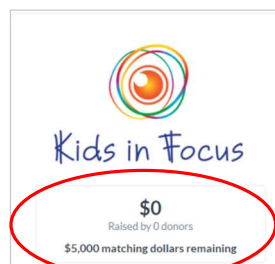 Kids in Focus
$0
Raised by 0 donors
$5,000 matching dollars remaining